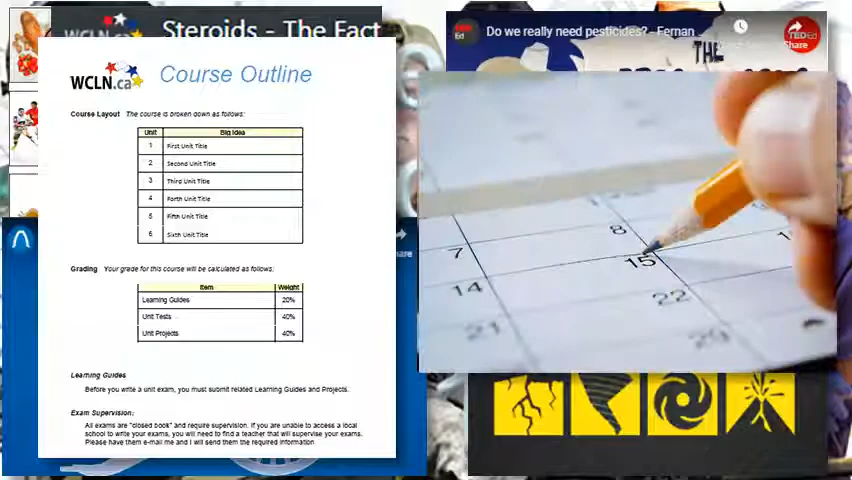 Steroids - The Fact
WCLN.ca
Course Outline
Course Layout The course is broken down as follows:
Unit Big Idea
1 First Unit Title
2 Second Unit Title
3 Third Unit Title
4 Forth Unit Title
5 Fifth Unit Title
6 Sixth Unit Title
Grading Your grade for this course will be calculated as follows:
Item Weight
Learning Guides 20%
Unit Tests 40%
Unit Projects 40%
Learning Guides
Before you write a unit exam, you must submit related Learning Guides and Projects.
Exam Supervision:
All exams are "closed book" and require supervision. If you are unable to access a local
school to write your exams, you will need to find a teacher that will supervise your exams.
Please have them e-mail me and I will send them the required information
Do we really need pesticides? - Fernan
TED Ed
Share
THE
7 8
14 15
21 22
29